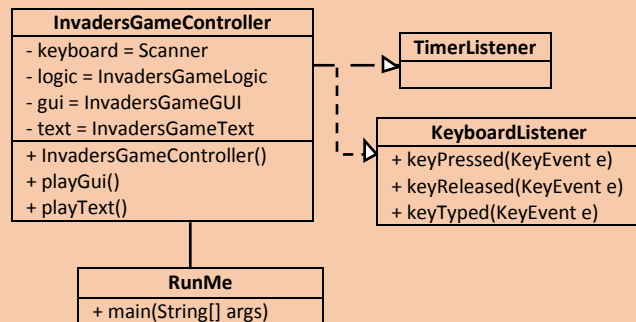 InvadersGameController
- keyboard = Scanner
- logic = InvadersGameLogic
- gui = InvadersGameGUI
- text = InvadersGameText
+ InvadersGameController()
+ playGui()
+ playText()
TimerListener
KeyboardListener
+ keyPressed(KeyEvent e)
+ keyReleased(KeyEvent e)
+ keyTyped(KeyEvent e)
RunMe
+ main(String[] args)